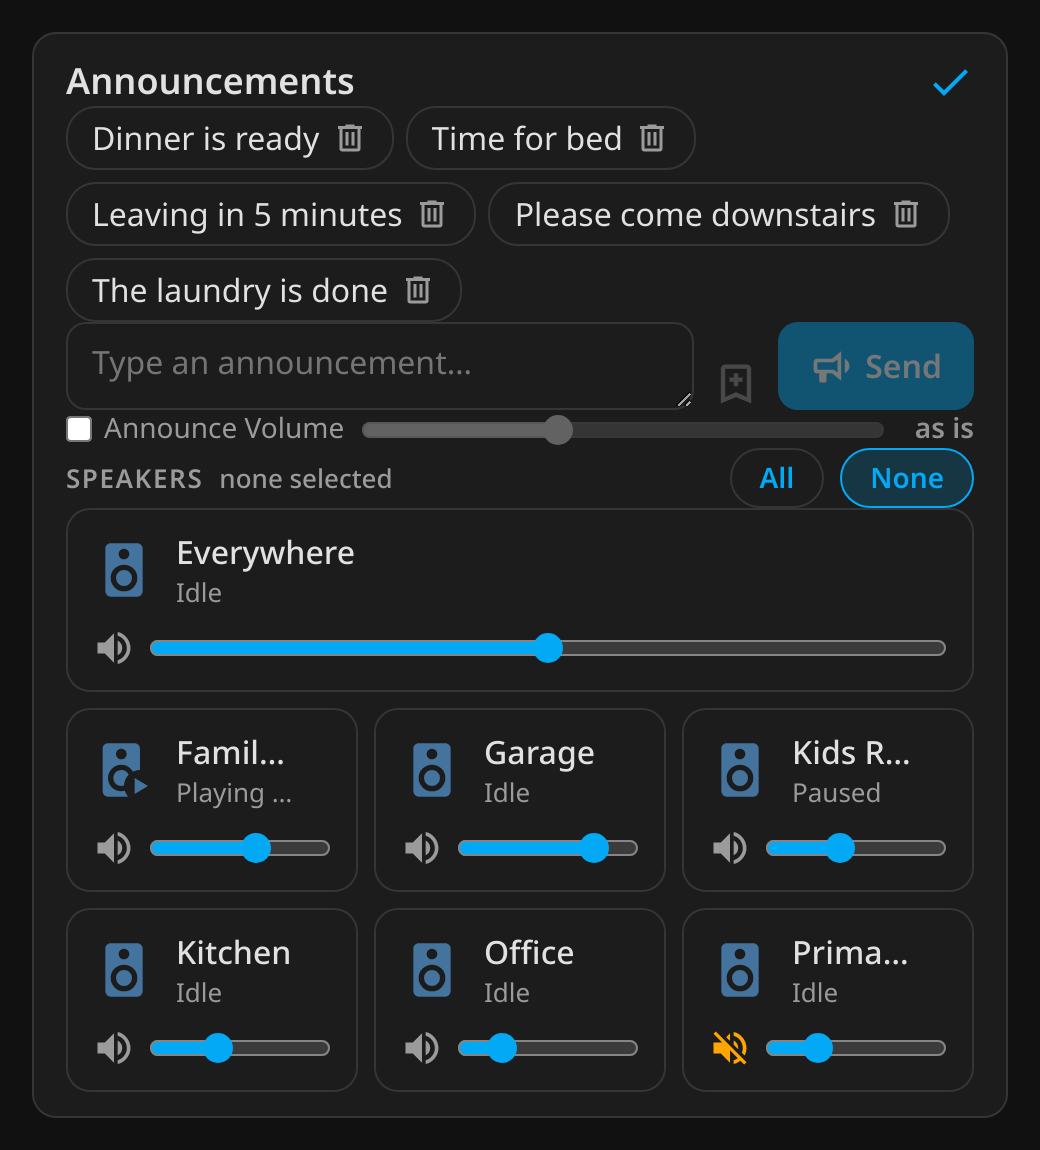 Announcements
Dinner is ready
Time for bed
Leaving in 5 minutes
Please come downstairs
The laundry is done
Type an announcement...
Send
Announce Volume
as is
SPEAKERS none selected
All
None
Everywhere
Idle
Famil...
Playing ...
Garage
Idle
Kids R...
Paused
Kitchen
Idle
Office
Idle
Prima...
Idle